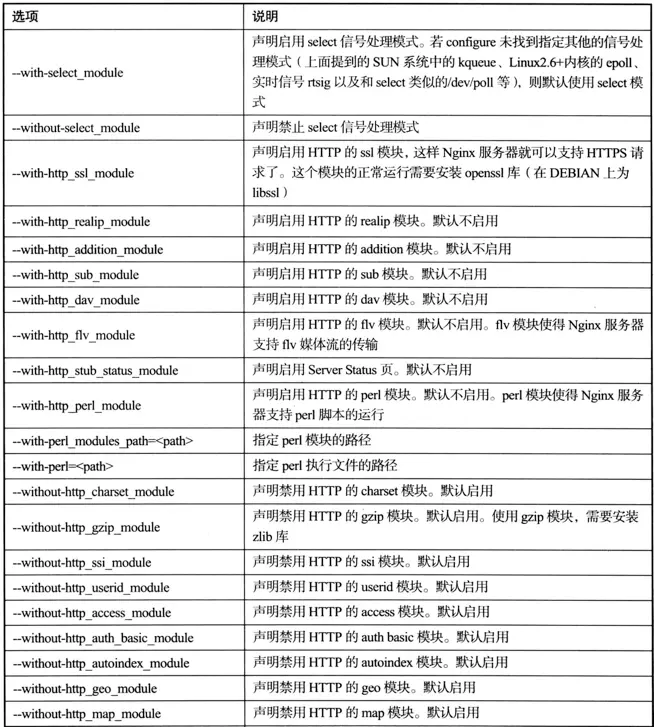 选项 说明
--with-select_module 声明启用 select 信号处理模式。若 configure 未找到指定其他的信号处
理模式（上面提到的 SUN 系统中的 kqueue、Linux2.6+内核的 epoll、
实时信号 rtsig 以及和 select 类似的/dev/poll 等），则默认使用 select 模
式
--without-select_module 声明禁止 select 信号处理模式
--with-http_ssl_module 声明启用 HTTP 的 ssl 模块，这样 Nginx 服务器就可以支持 HTTPS 请
求了。这个模块的正常运行需要安装 openssl 库（在 DEBIAN 上为
libssl）
--with-http_realip_module 声明启用 HTTP 的 realip 模块。默认不启用
--with-http_addition_module 声明启用 HTTP 的 addition 模块。默认不启用
--with-http_sub_module 声明启用 HTTP 的 sub 模块。默认不启用
--with-http_dav_module 声明启用 HTTP 的 dav 模块。默认不启用
--with-http_flv_module 声明启用 HTTP 的 flv 模块。默认不启用。flv 模块使得 Nginx 服务器
支持 flv 媒体流的传输
--with-http_stub_status_module 声明启用 Server Status 页。默认不启用
--with-http_perl_module 声明启用 HTTP 的 perl 模块。默认不启用。perl 模块使得 Nginx 服务
器支持 perl 脚本的运行
--with-perl_modules_path=<path> 指定 perl 模块的路径
--with-perl=<path> 指定 perl 执行文件的路径
--without-http_charset_module 声明禁用 HTTP 的 charset 模块。默认启用
--without-http_gzip_module 声明禁用 HTTP 的 gzip 模块。默认启用。使用 gzip 模块，需要安装
zlib 库
--without-http_ssi_module 声明禁用 HTTP 的 ssi 模块。默认启用
--without-http_userid_module 声明禁用 HTTP 的 userid 模块。默认启用
--without-http_access_module 声明禁用 HTTP 的 access 模块。默认启用
--without-http_auth_basic_module 声明禁用 HTTP 的 auth basic 模块。默认启用
--without-http_autoindex_module 声明禁用 HTTP 的 autoindex 模块。默认启用
--without-http_geo_module 声明禁用 HTTP 的 geo 模块。默认启用
--without-http_map_module 声明禁用 HTTP 的 map 模块。默认启用